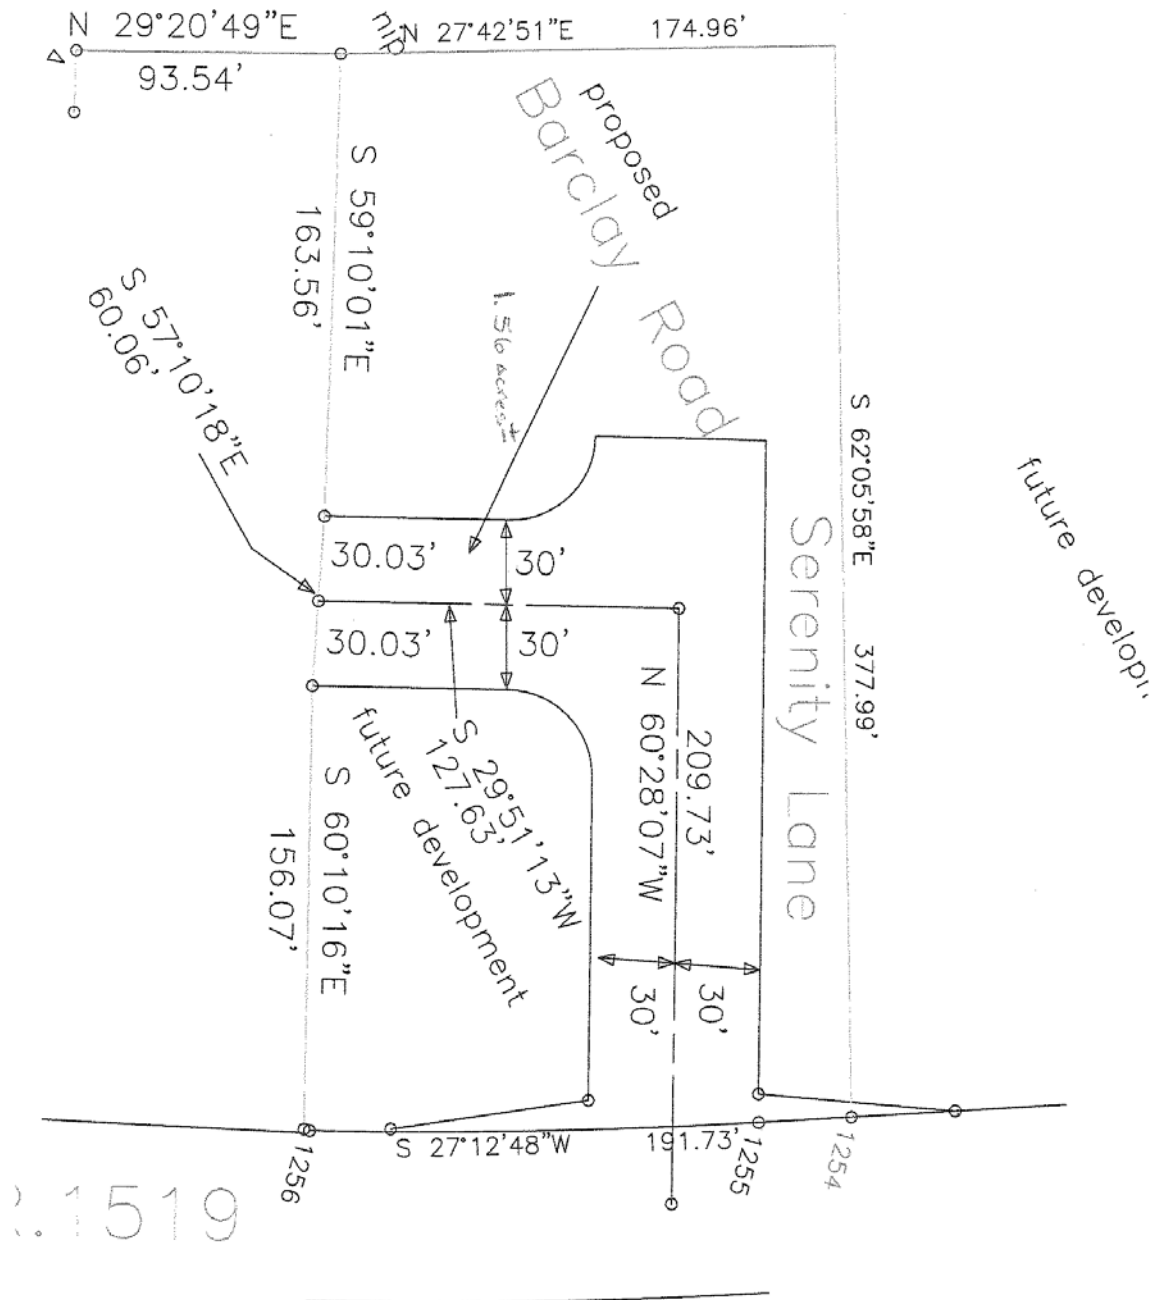 N 29°20'49"E
93.54'
nip
N 27°42'51"E 174.96'
proposed
Barclay
Road
S 59°10'01"E
163.56'
S 57°10'18"E
60.06'
1.56 acres±
S 62°05'58"E 377.99'
Serenity Lane
30.03'
30'
30.03'
30'
future development
S 29°51'13"W
127.63'
209.73'
N 60°28'07"W
30'
30'
S 60°10'16"E
156.07'
S 27°12'48"W 191.73'
1256
1255
1254
.1519